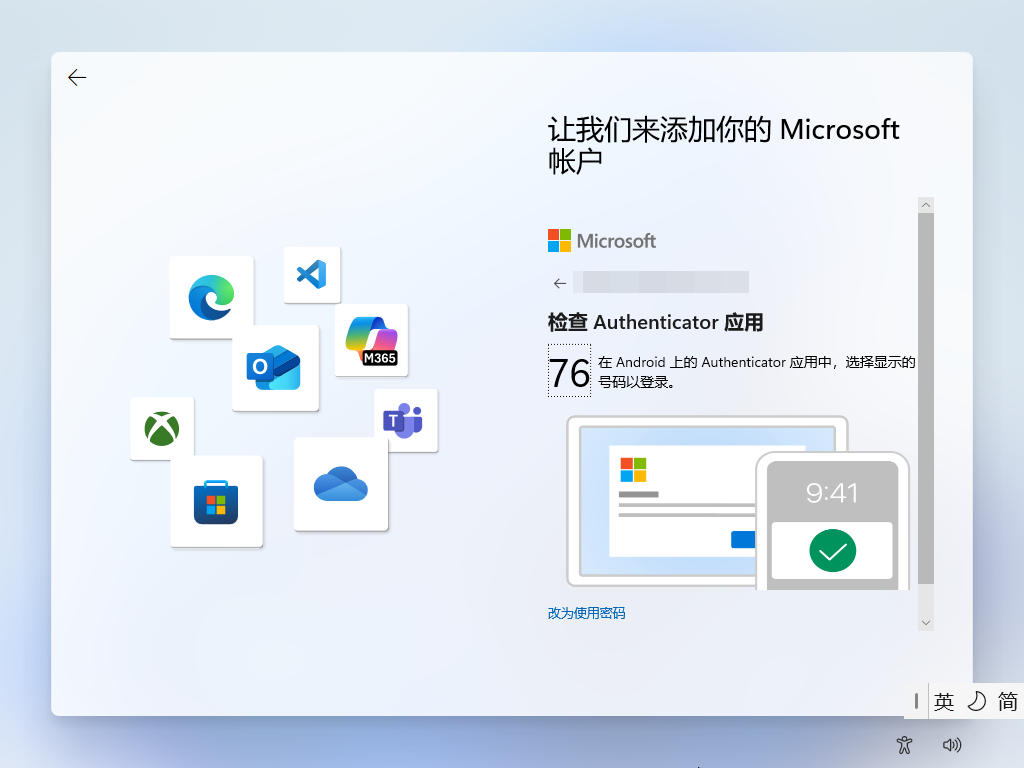 让我们来添加你的 Microsoft
帐户
Microsoft
检查 Authenticator 应用
76
在 Android 上的 Authenticator 应用中，选择显示的
号码以登录。
9:41
M365
O
T
改为使用密码
英 简